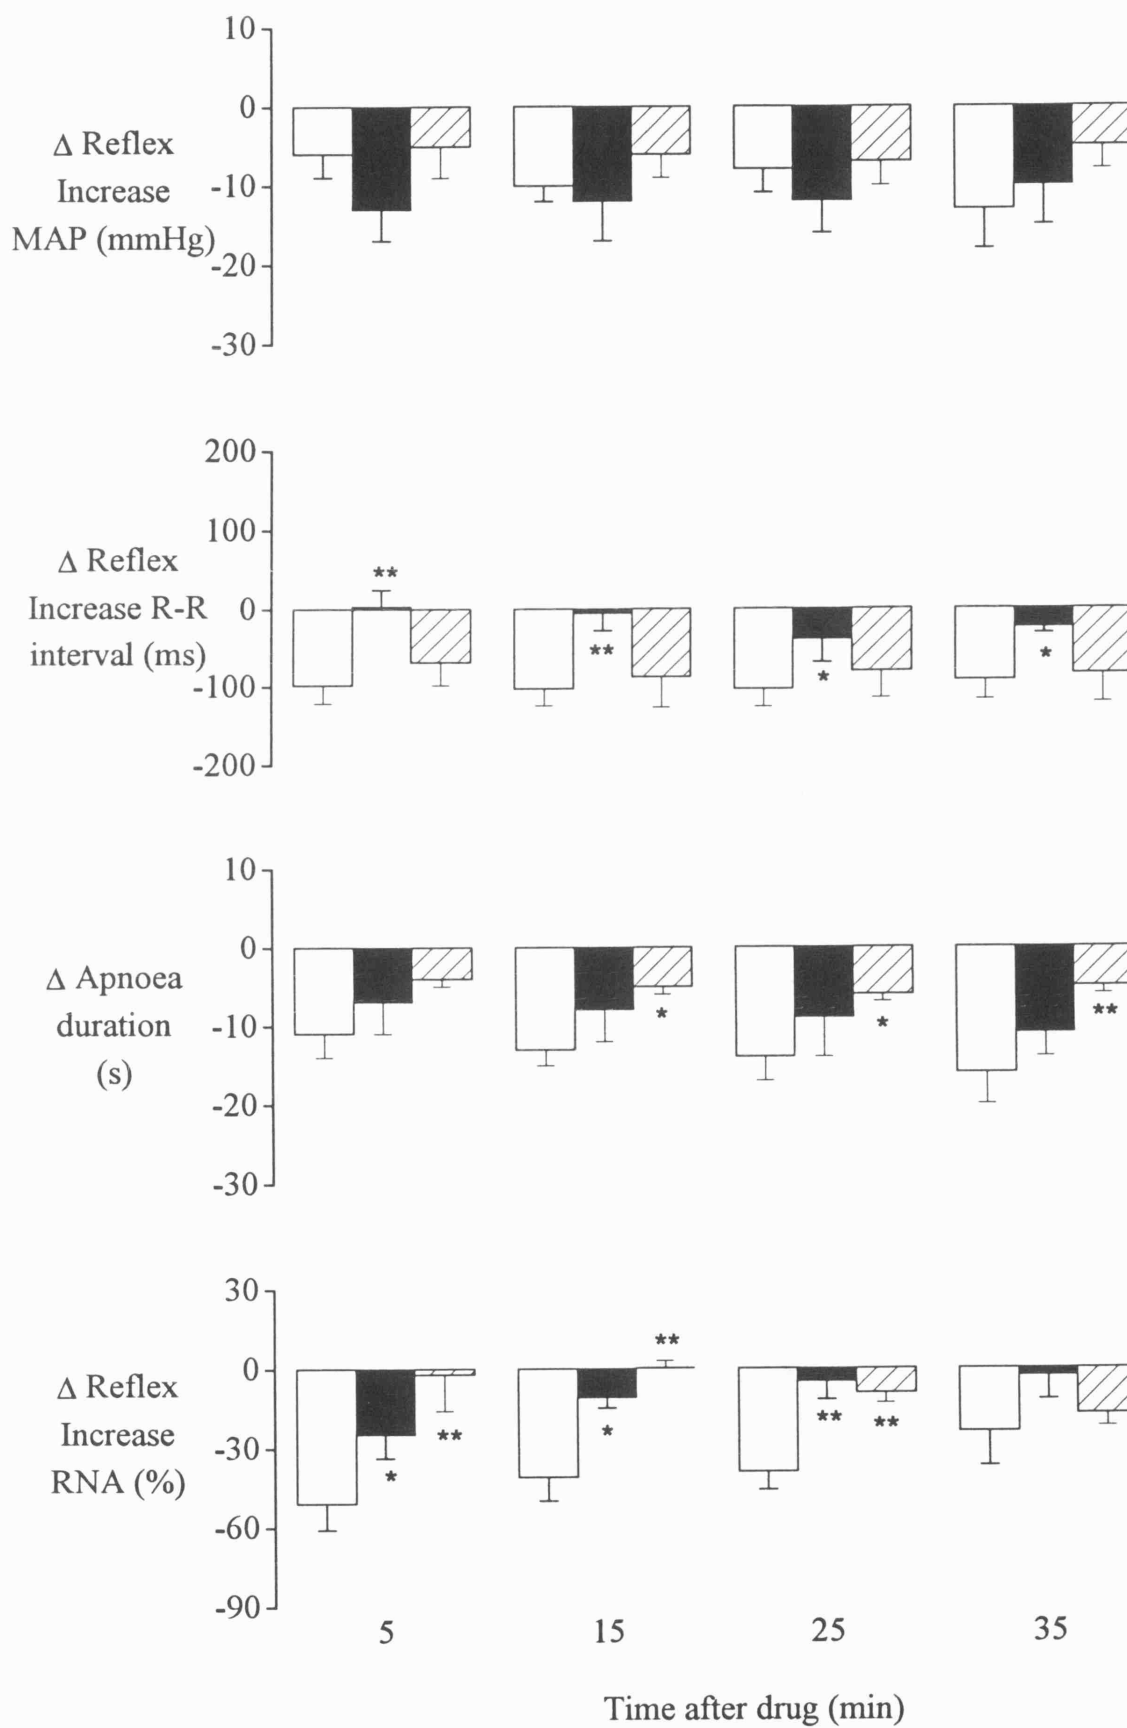 10
0
-10
-20
-30
Δ Reflex
Increase
MAP (mmHg)
200
100
0
-100
-200
Δ Reflex
Increase R-R
interval (ms)
**
**
*
*
10
0
-10
-20
-30
Δ Apnoea
duration
(s)
*
*
**
30
0
-30
-60
-90
Δ Reflex
Increase
RNA (%)
*
**
*
**
**
**
5 15 25 35
Time after drug (min)